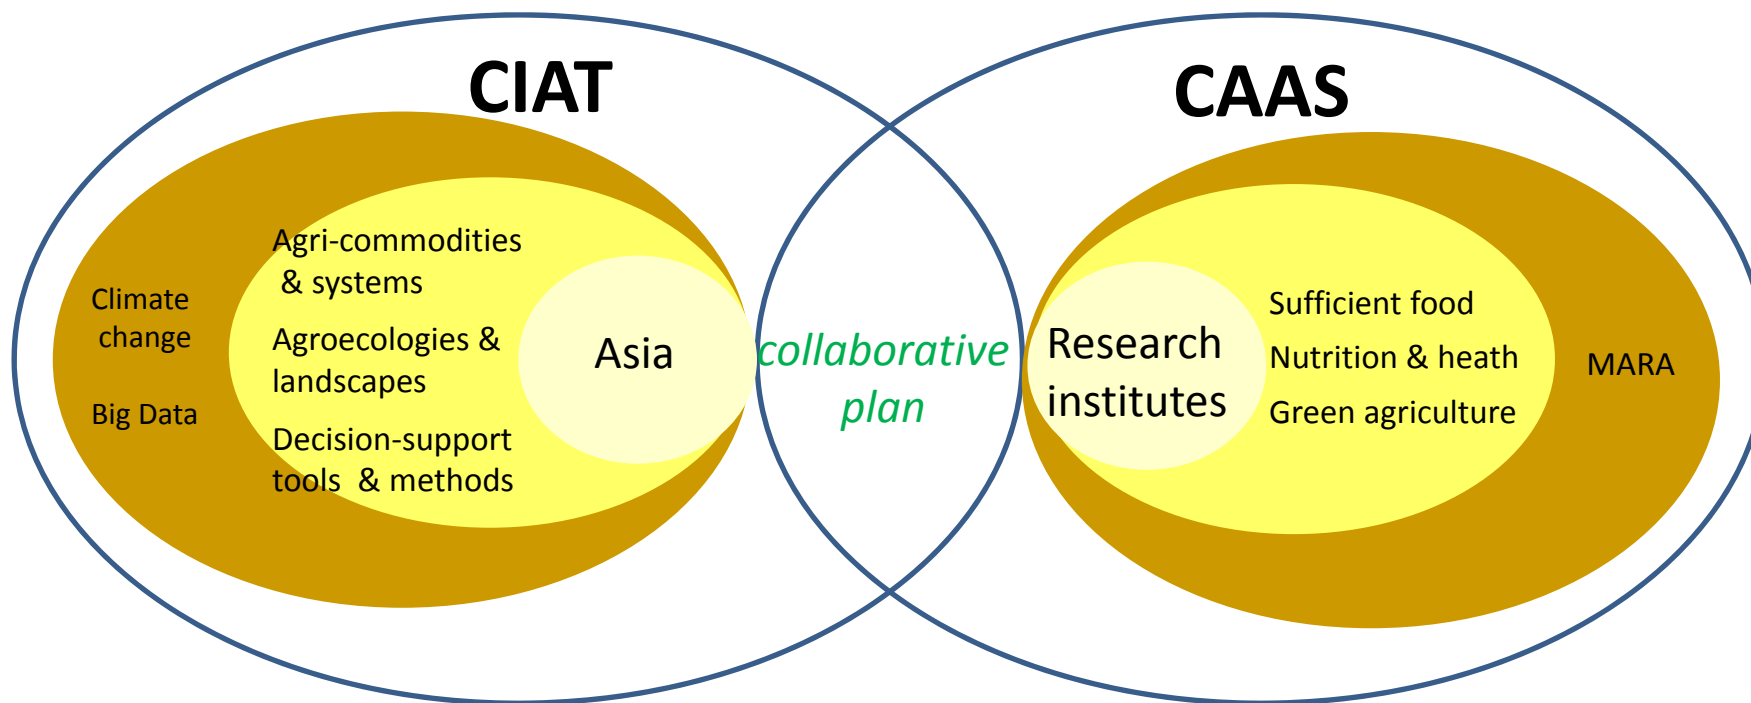 CIAT
CAAS
Climate
change
Big Data
Agri-commodities
& systems
Agroecologies &
landscapes
Decision-support
tools & methods
Asia
collaborative
plan
Research
institutes
Sufficient food
Nutrition & heath
Green agriculture
MARA